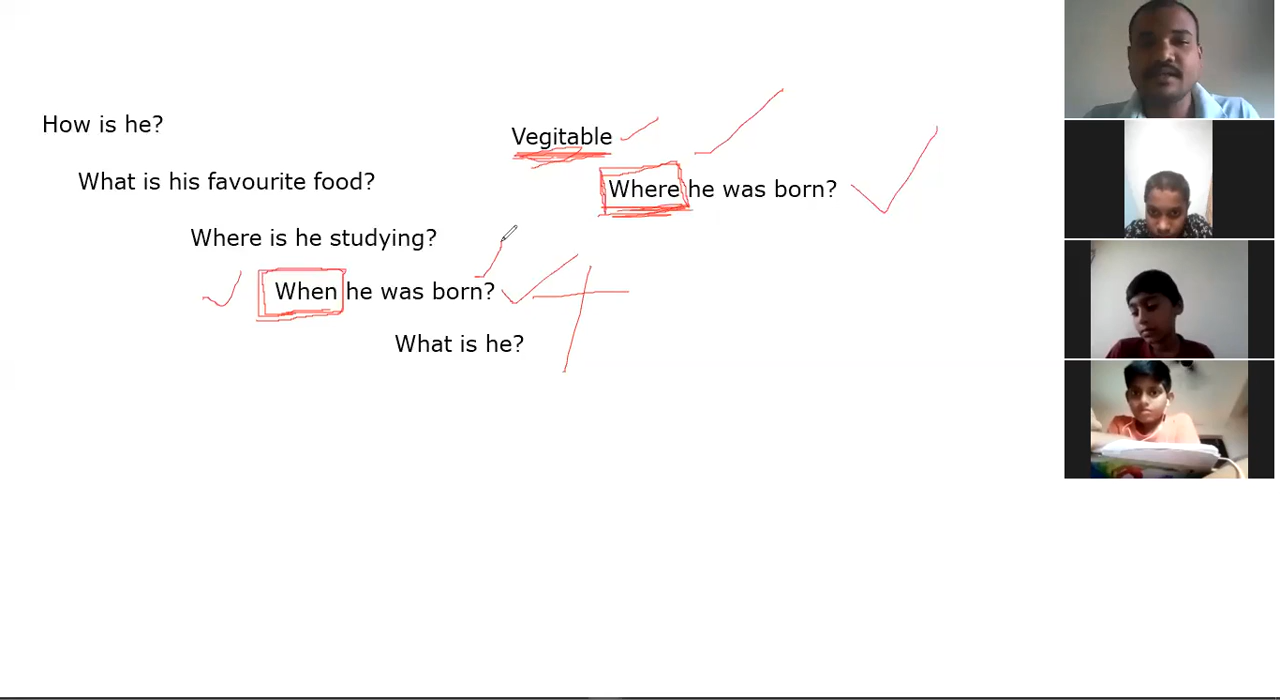 How is he?
What is his favourite food?
Where is he studying?
When he was born?
What is he?
Vegitable
Where he was born?